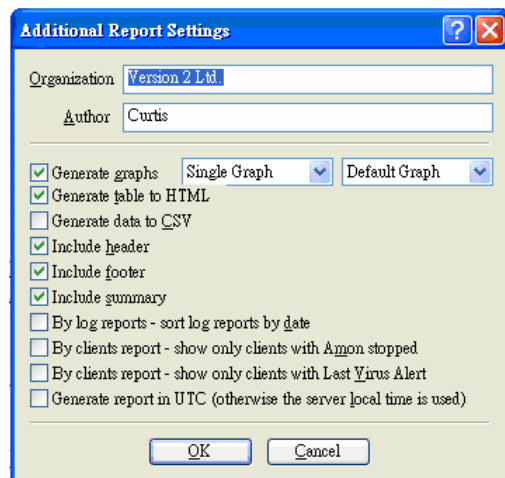 Additional Report Settings
Organization Version 2 Ltd.
Author Curtis
Generate graphs Single Graph Default Graph
Generate table to HTML
Generate data to CSV
Include header
Include footer
Include summary
By log reports - sort log reports by date
By clients report - show only clients with Amon stopped
By clients report - show only clients with Last Virus Alert
Generate report in UTC (otherwise the server local time is used)
OK Cancel